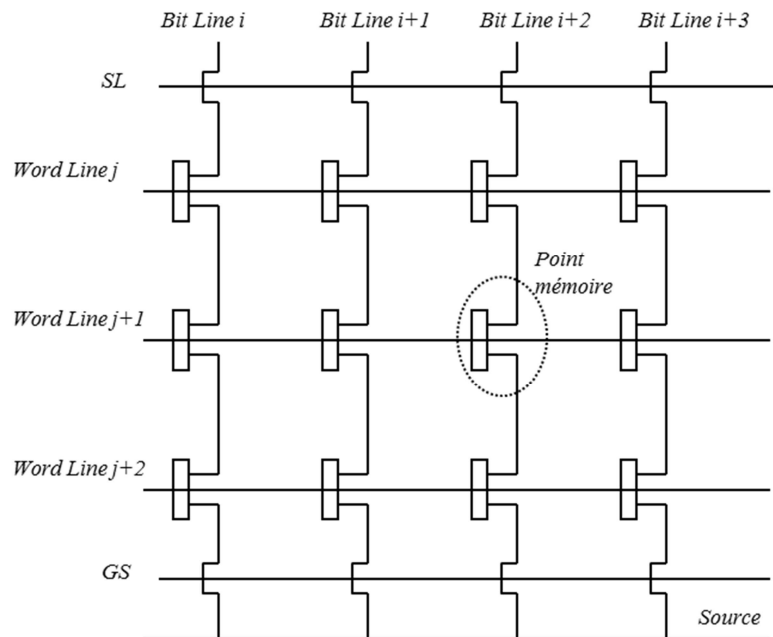 Bit Line i Bit Line i+1 Bit Line i+2 Bit Line i+3
SL
Word Line j
Point
mémoire
Word Line j+1
Word Line j+2
GS
Source